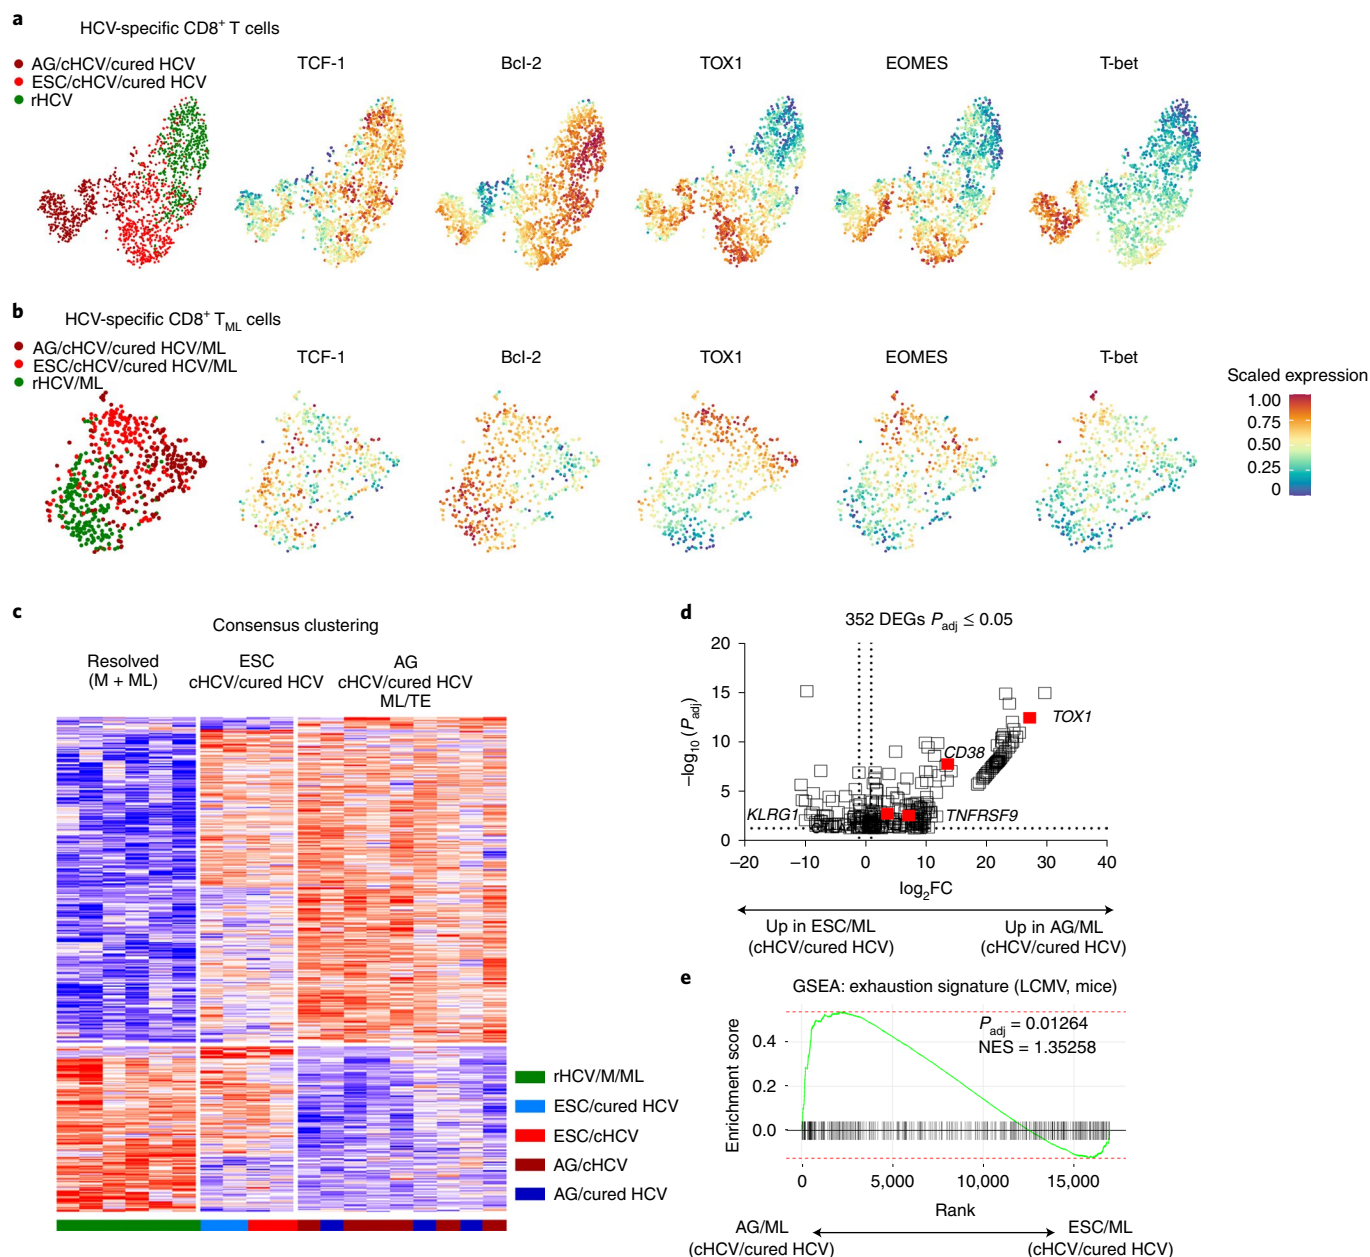 a
HCV-specific CD8+ T cells
AG/cHCV/cured HCV
ESC/cHCV/cured HCV
rHCV
TCF-1
Bcl-2
TOX1
EOMES
T-bet
b
HCV-specific CD8+ TML cells
AG/cHCV/cured HCV/ML
ESC/cHCV/cured HCV/ML
rHCV/ML
TCF-1
Bcl-2
TOX1
EOMES
T-bet
Scaled expression
1.00
0.75
0.50
0.25
0
c
Consensus clustering
Resolved
(M + ML)
ESC
cHCV/cured HCV
AG
cHCV/cured HCV
ML/TE
rHCV/M/ML
ESC/cured HCV
ESC/cHCV
AG/cHCV
AG/cured HCV
d
352 DEGs Padj ≤ 0.05
–log10 (Padj)
20
15
10
5
0
TOX1
CD38
KLRG1
TNFRSF9
–20
–10
0
10
20
30
40
log2FC
Up in ESC/ML
(cHCV/cured HCV)
Up in AG/ML
(cHCV/cured HCV)
e
GSEA: exhaustion signature (LCMV, mice)
Padj = 0.01264
NES = 1.35258
Enrichment score
0.4
0.2
0.0
0
5,000
10,000
15,000
Rank
AG/ML
(cHCV/cured HCV)
ESC/ML
(cHCV/cured HCV)